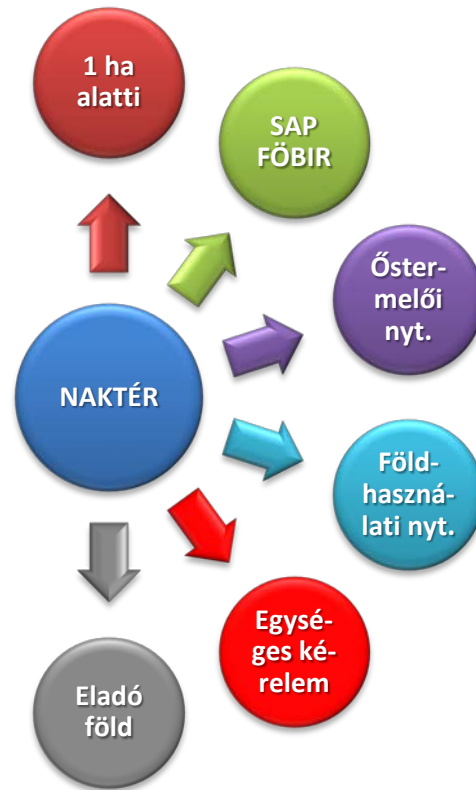 1 ha
alatti
SAP
FÖBIR
Őster-
melői
nyt.
NAKTÉR
Föld-
haszná-
lati nyt.
Egysé-
ges ké-
relem
Eladó
föld